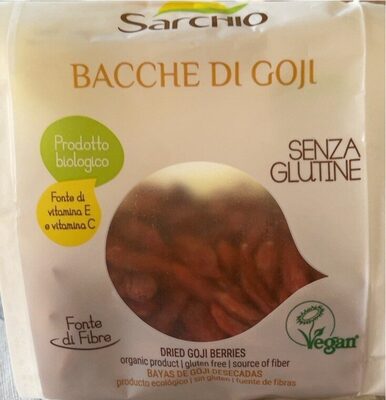 Sarchio
BACCHE DI GOJI
Prodotto
biologico
SENZA
GLUTINE
Fonte di
vitamina E
e vitamina C
Fonte
di Fibre
Vegan
DRIED GOJI BERRIES
organic product | gluten free | source of fiber
BAYAS DE GOJI DESECADAS
producto ecológico | sin gluten | fuente de fibras